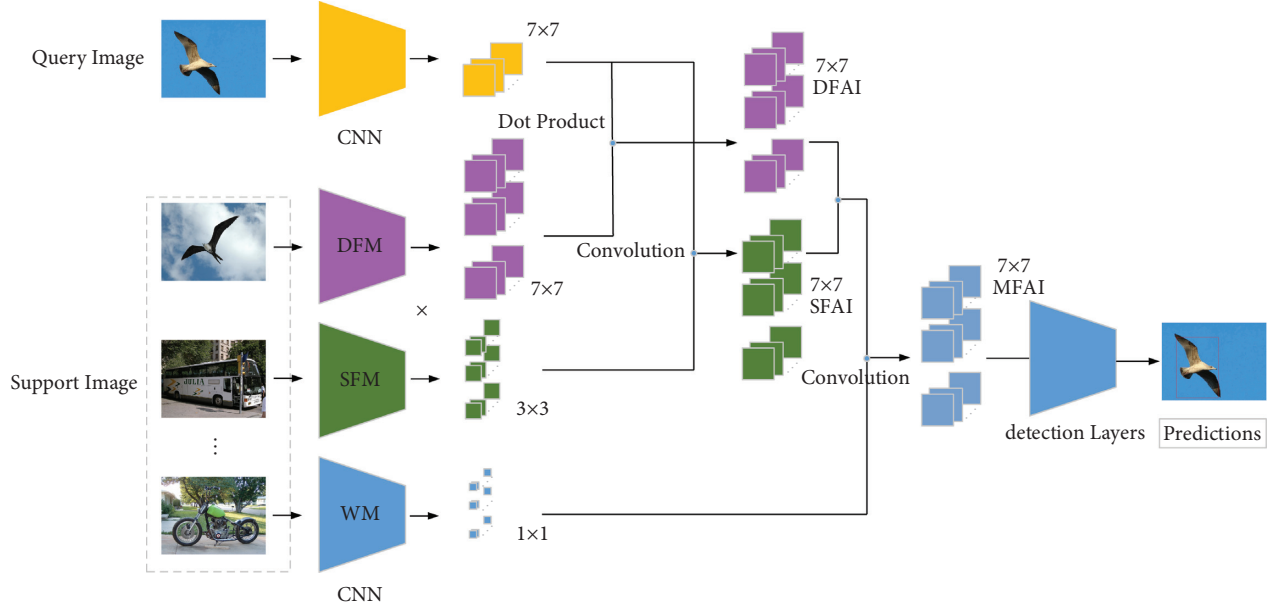 Query Image
CNN
7×7
Dot Product
7×7
DFAI
DFM
7×7
×
Convolution
7×7
SFAI
Support Image
JULIA
SFM
3×3
7×7
MFAI
Convolution
detection Layers
Predictions
⋮
WM
1×1
CNN